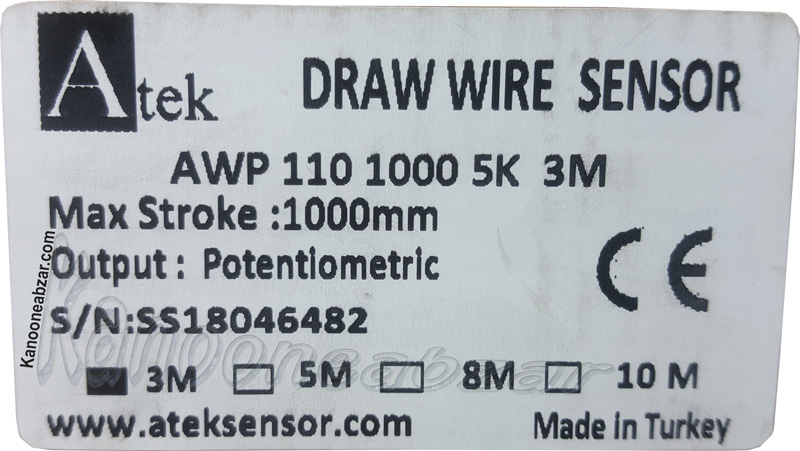 Atek
DRAW WIRE SENSOR
AWP 110 1000 5K 3M
Max Stroke :1000mm
Output : Potentiometric
CE
S/N:SS18046482
3M 5M 8M 10 M
www.ateksensor.com
Made in Turkey
Kanooneabzar.com
Kanooneabzar